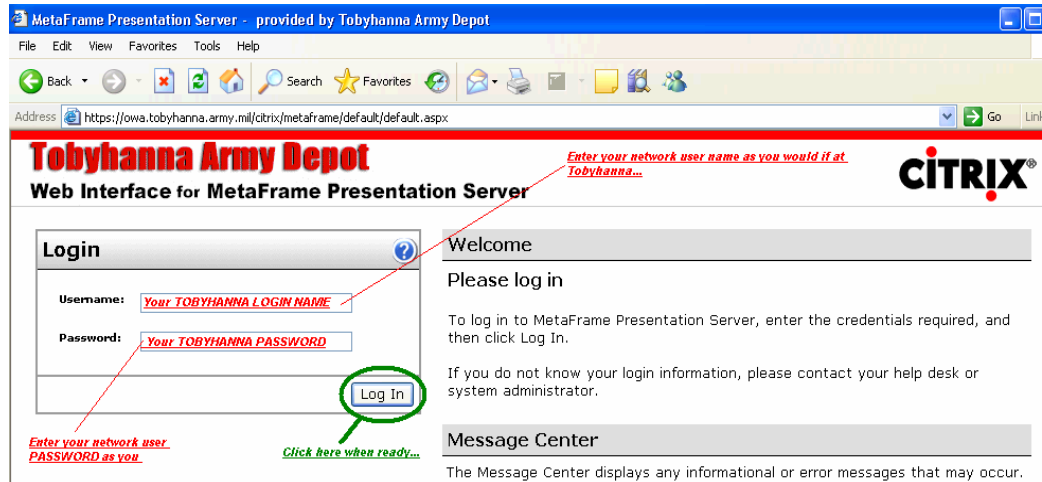 MetaFrame Presentation Server - provided by Tobyhanna Army Depot
File Edit View Favorites Tools Help
Back Search Favorites
Address https://owa.tobyhanna.army.mil/citrix/metaframe/default/default.aspx Go Link
Tobyhanna Army Depot
Web Interface for MetaFrame Presentation Server
Enter your network user name as you would if at
Tobyhanna...
CİTRIX®
Login
Username: Your TOBYHANNA LOGIN NAME
Password: Your TOBYHANNA PASSWORD
Log In
Enter your network user
PASSWORD as you
Click here when ready...
Welcome
Please log in
To log in to MetaFrame Presentation Server, enter the credentials required, and
then click Log In.
If you do not know your login information, please contact your help desk or
system administrator.
Message Center
The Message Center displays any informational or error messages that may occur.